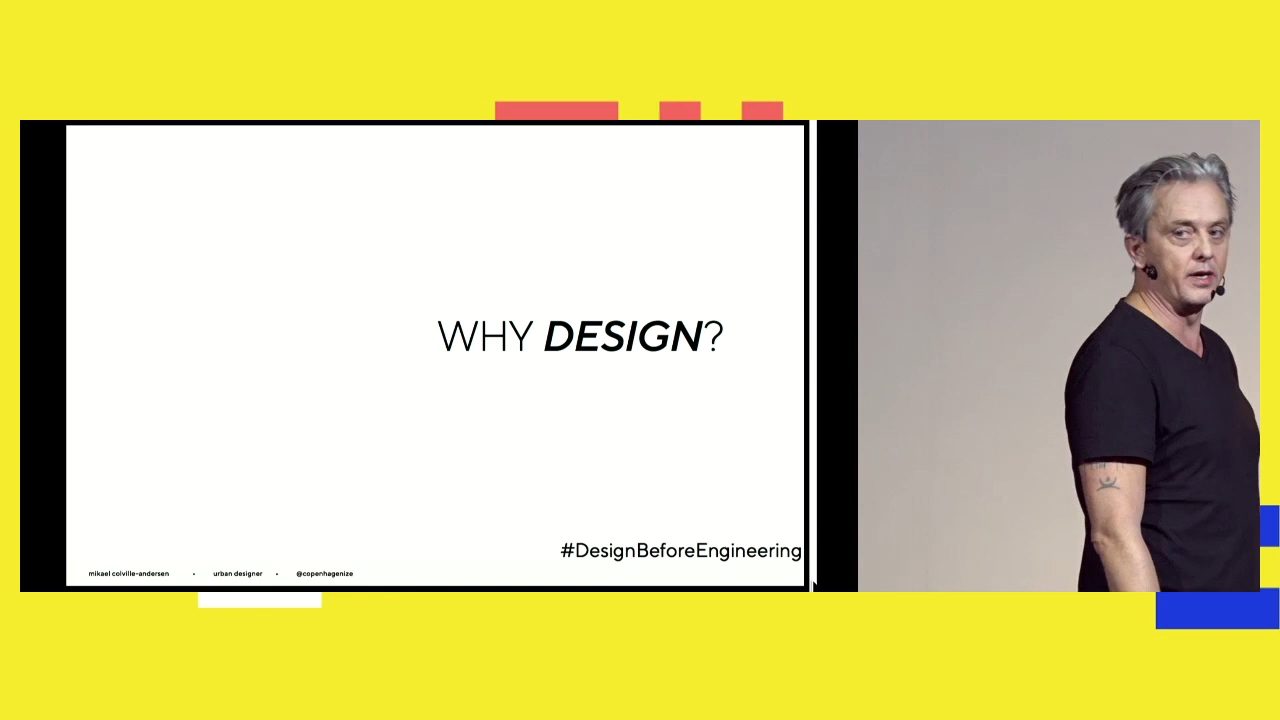 WHY DESIGN?
#DesignBeforeEngineering
mikael colville-andersen • urban designer • @copenhagenize